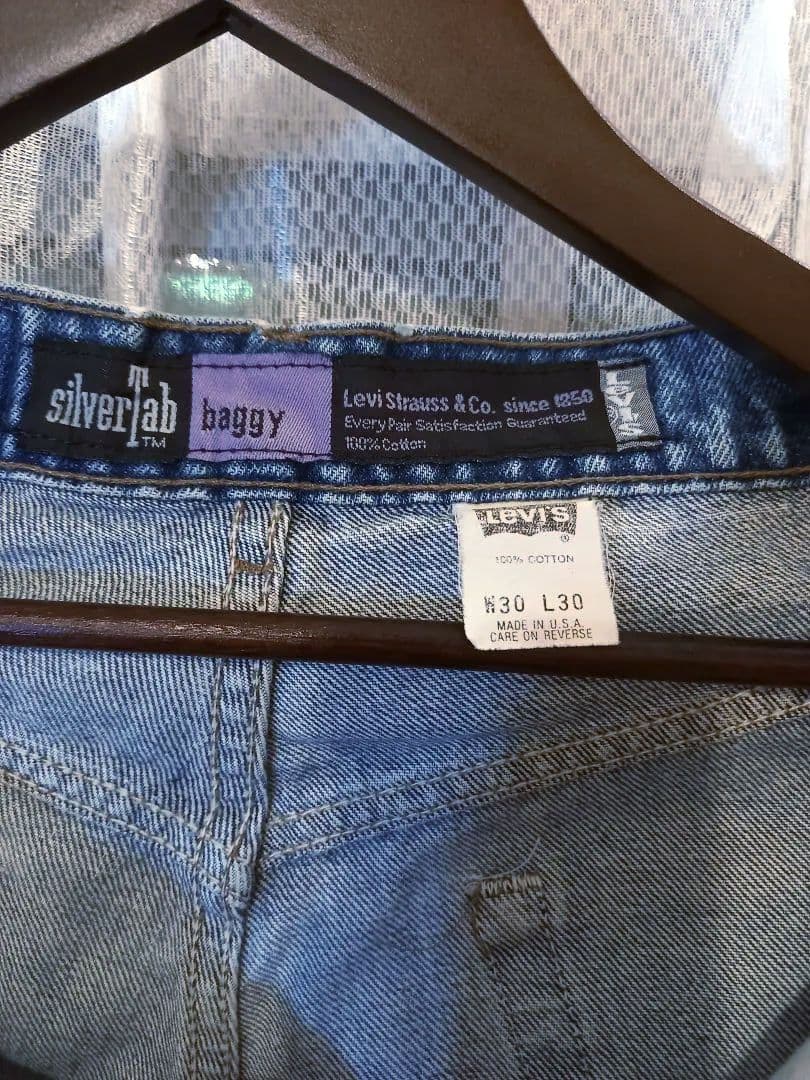 silverTab
TM
baggy
Levi Strauss & Co. since 1850
Every Pair Satisfaction Guaranteed
100% Cotton
LEVI'S
LEVI'S
®
100% COTTON
W30 L30
MADE IN U.S.A.
CARE ON REVERSE